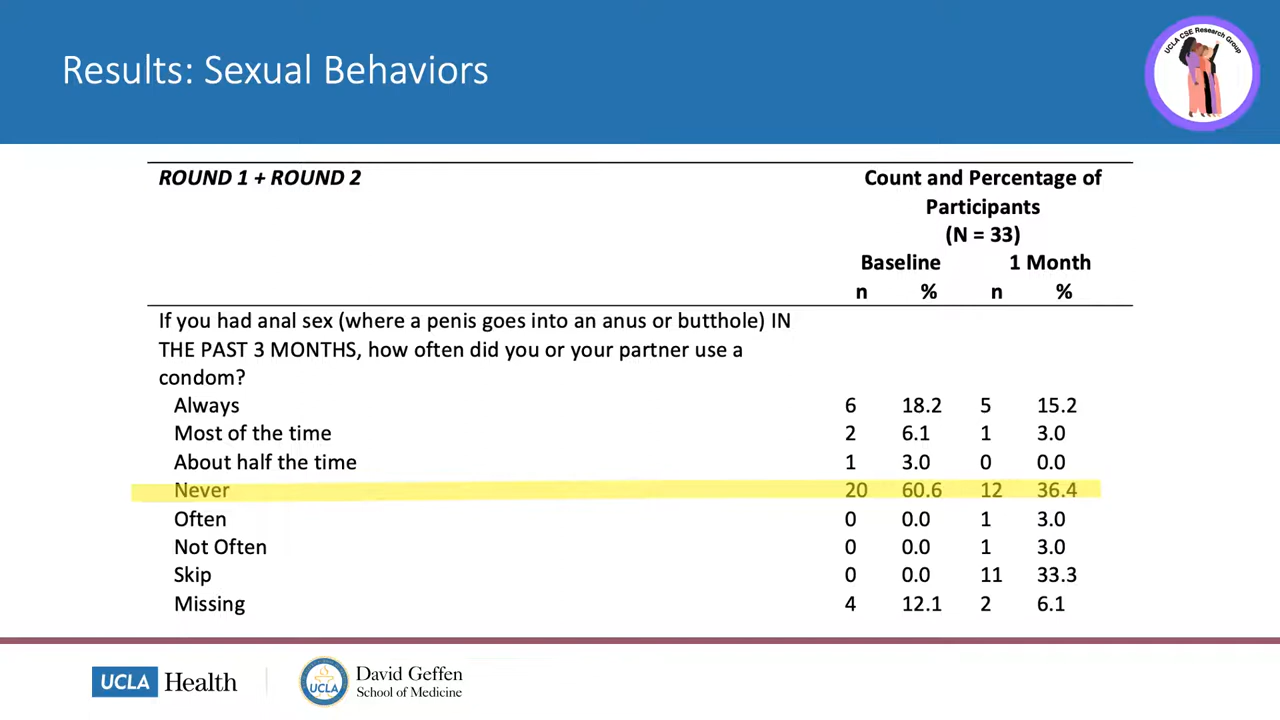 Results: Sexual Behaviors
UCLA CSE Research Group
ROUND 1 + ROUND 2
Count and Percentage of
Participants
(N = 33)
Baseline 1 Month
n % n %
If you had anal sex (where a penis goes into an anus or butthole) IN
THE PAST 3 MONTHS, how often did you or your partner use a
condom?
Always 6 18.2 5 15.2
Most of the time 2 6.1 1 3.0
About half the time 1 3.0 0 0.0
Never 20 60.6 12 36.4
Often 0 0.0 1 3.0
Not Often 0 0.0 1 3.0
Skip 0 0.0 11 33.3
Missing 4 12.1 2 6.1
UCLA Health
UCLA
David Geffen
School of Medicine